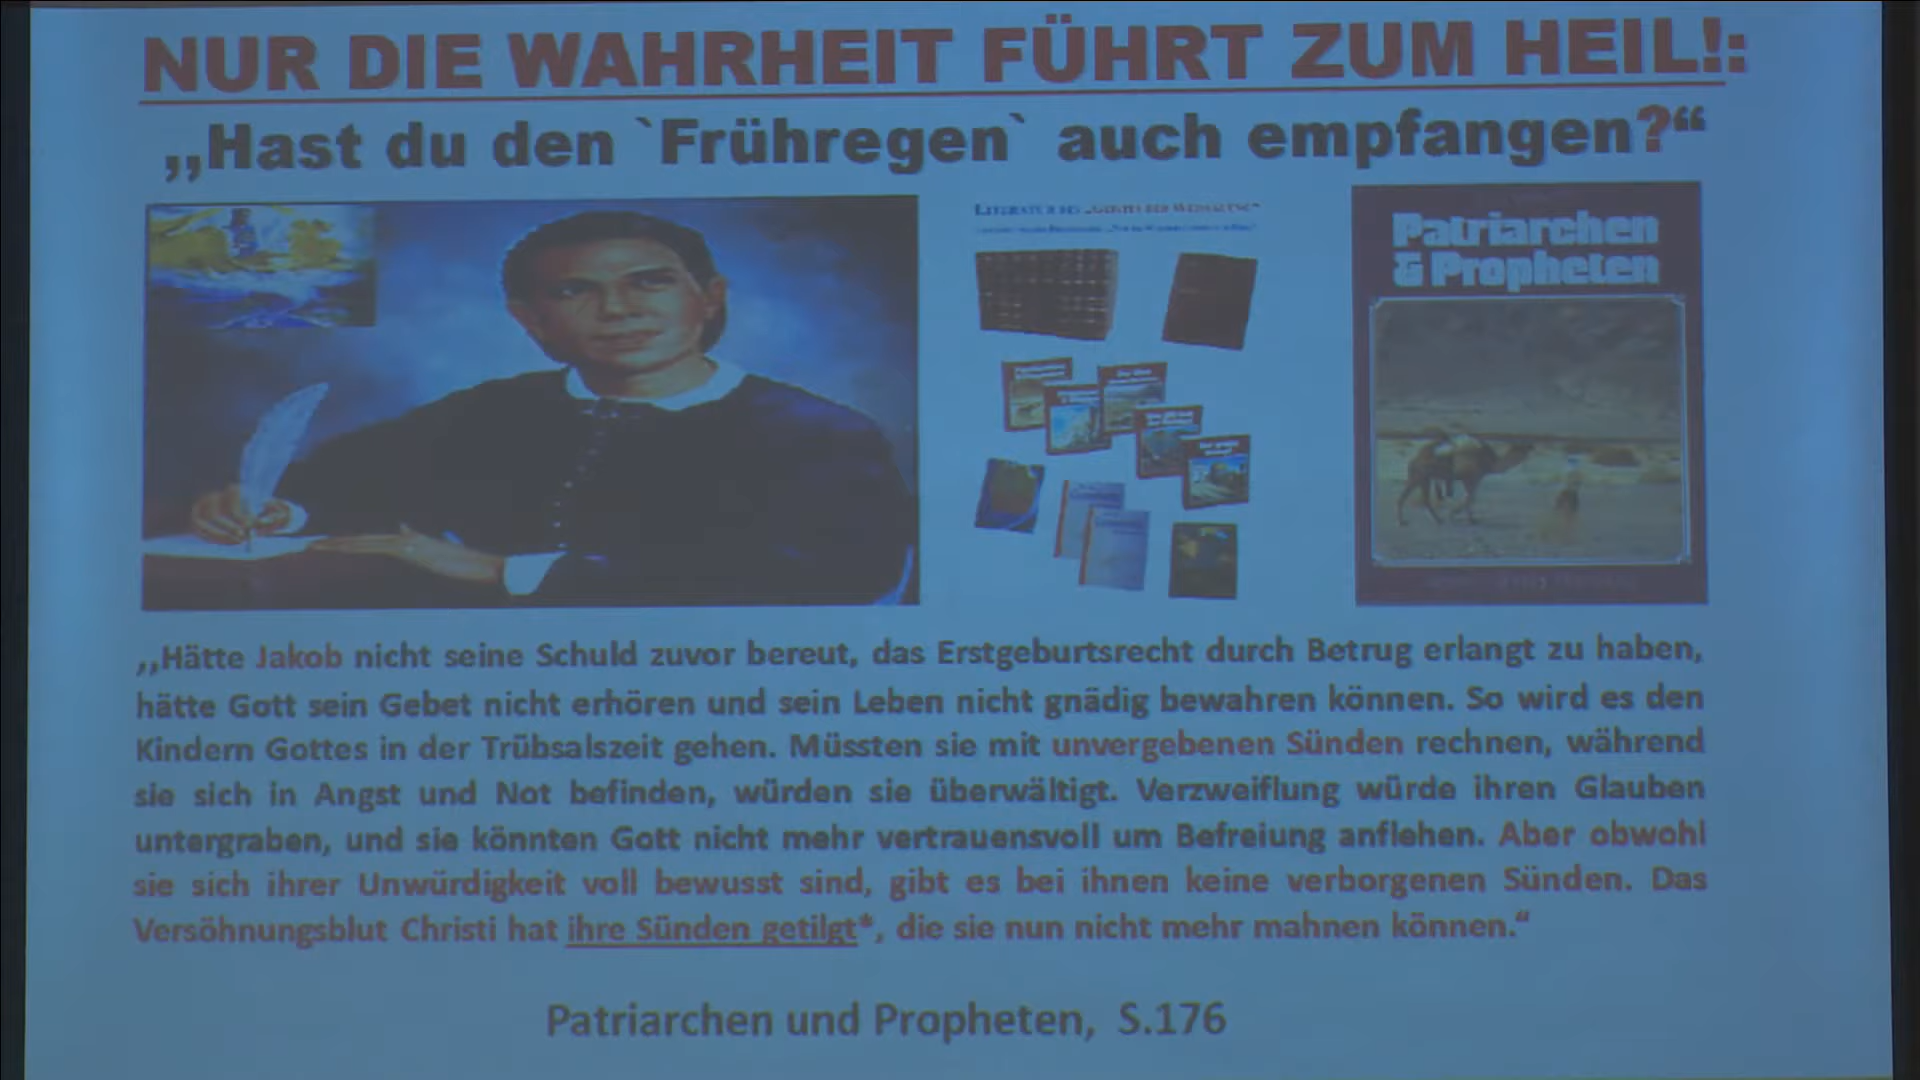 NUR DIE WAHRHEIT FÜHRT ZUM HEIL!:
,,Hast du den `Frühregen` auch empfangen?“
Patriarchen
& Propheten
,,Hätte Jakob nicht seine Schuld zuvor bereut, das Erstgeburtsrecht durch Betrug erlangt zu haben,
hätte Gott sein Gebet nicht erhören und sein Leben nicht gnädig bewahren können. So wird es den
Kindern Gottes in der Trübsalszeit gehen. Müssten sie mit unvergebenen Sünden rechnen, während
sie sich in Angst und Not befinden, würden sie überwältigt. Verzweiflung würde ihren Glauben
untergraben, und sie könnten Gott nicht mehr vertrauensvoll um Befreiung anflehen. Aber obwohl
sie sich ihrer Unwürdigkeit voll bewusst sind, gibt es bei ihnen keine verborgenen Sünden. Das
Versöhnungsblut Christi hat ihre Sünden getilgt*, die sie nun nicht mehr mahnen können.“
Patriarchen und Propheten, S.176